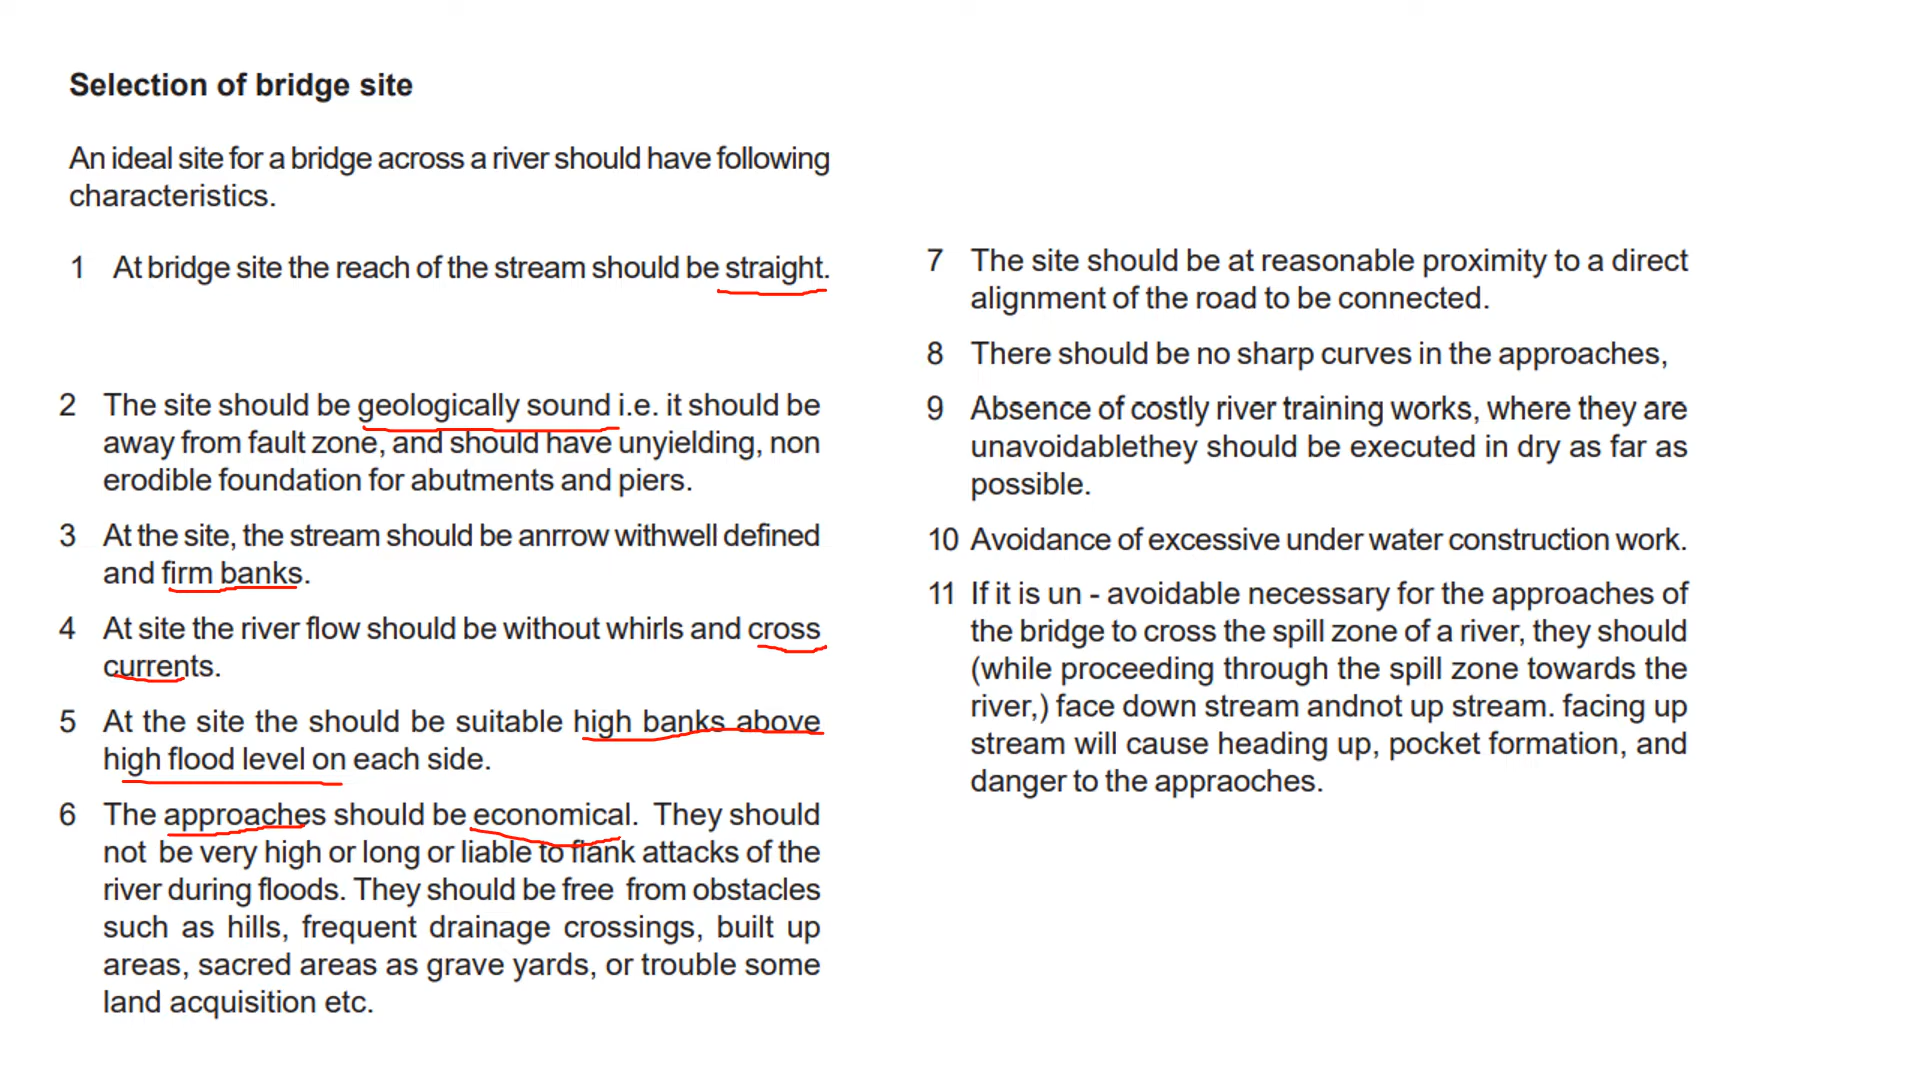 Selection of bridge site
An ideal site for a bridge across a river should have following
characteristics.
1 At bridge site the reach of the stream should be straight.
2 The site should be geologically sound i.e. it should be
away from fault zone, and should have unyielding, non
erodible foundation for abutments and piers.
3 At the site, the stream should be anrrow withwell defined
and firm banks.
4 At site the river flow should be without whirls and cross
currents.
5 At the site the should be suitable high banks above
high flood level on each side.
6 The approaches should be economical. They should
not be very high or long or liable to flank attacks of the
river during floods. They should be free from obstacles
such as hills, frequent drainage crossings, built up
areas, sacred areas as grave yards, or trouble some
land acquisition etc.
7 The site should be at reasonable proximity to a direct
alignment of the road to be connected.
8 There should be no sharp curves in the approaches,
9 Absence of costly river training works, where they are
unavoidablethey should be executed in dry as far as
possible.
10 Avoidance of excessive under water construction work.
11 If it is un - avoidable necessary for the approaches of
the bridge to cross the spill zone of a river, they should
(while proceeding through the spill zone towards the
river,) face down stream andnot up stream. facing up
stream will cause heading up, pocket formation, and
danger to the appraoches.